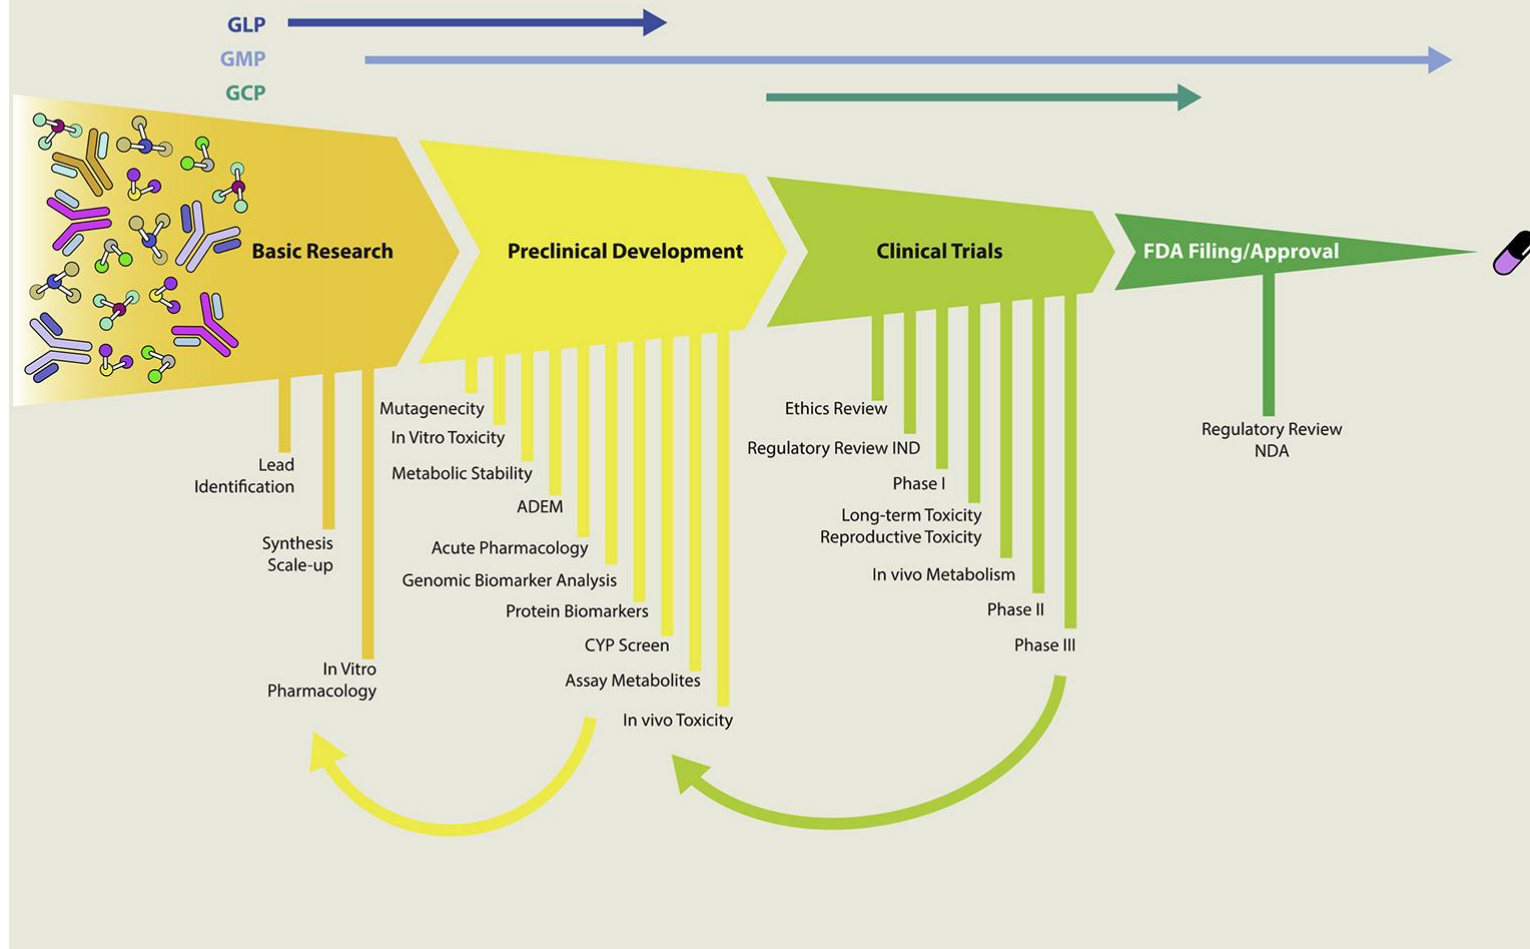 GLP
GMP
GCP
Basic Research
Preclinical Development
Clinical Trials
FDA Filing/Approval
Lead
Identification
Synthesis
Scale-up
In Vitro
Pharmacology
Mutagenecity
In Vitro Toxicity
Metabolic Stability
ADEM
Acute Pharmacology
Genomic Biomarker Analysis
Protein Biomarkers
CYP Screen
Assay Metabolites
In vivo Toxicity
Ethics Review
Regulatory Review IND
Phase I
Long-term Toxicity
Reproductive Toxicity
In vivo Metabolism
Phase II
Phase III
Regulatory Review
NDA